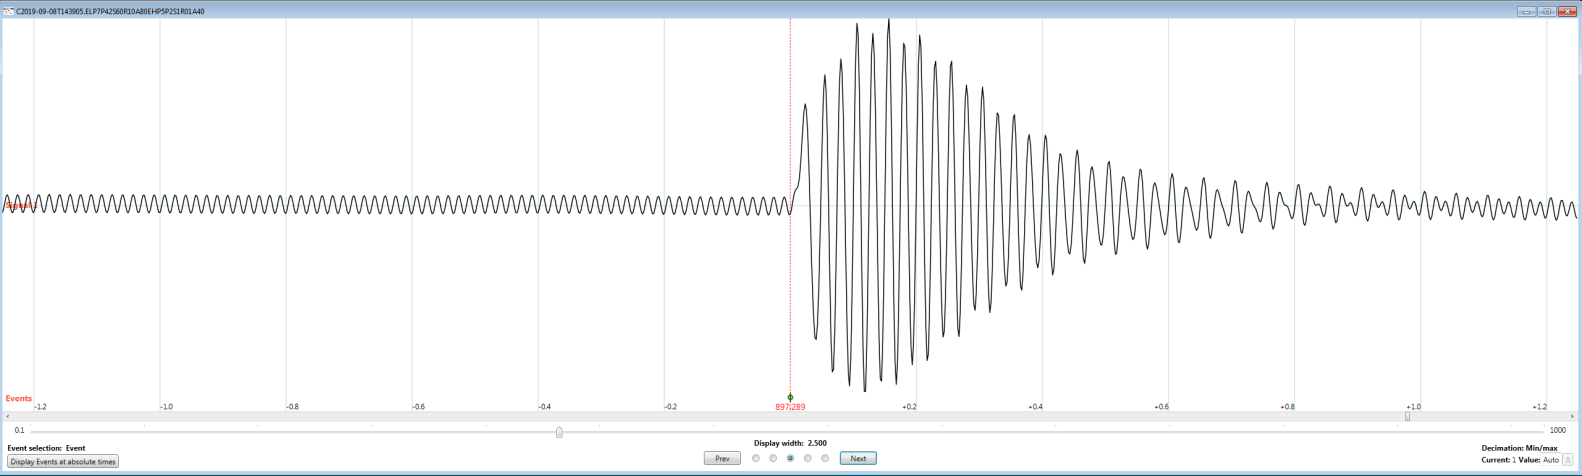 C2019-09-08T143905.ELP7P42S60R10A80EHP5P2S1R01A40
Signal 1
Events
-1.2 -1.0 -0.8 -0.6 -0.4 -0.2 897,289 +0.2 +0.4 +0.6 +0.8 +1.0 +1.2
0.1 1000
Display width: 2.500
Event selection: Event
Decimation: Min/max
Display Events at absolute times
Prev Next
Current: 1 Value: Auto